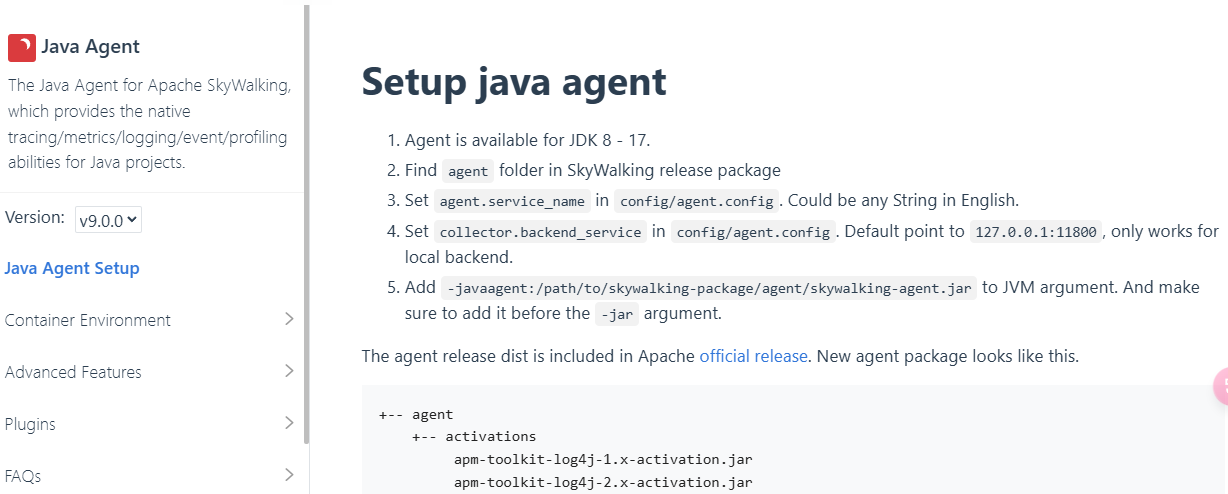 Java Agent
The Java Agent for Apache SkyWalking,
which provides the native
tracing/metrics/logging/event/profiling
abilities for Java projects.
Version: v9.0.0
Java Agent Setup
Container Environment
Advanced Features
Plugins
FAQs
Setup java agent
1. Agent is available for JDK 8 - 17.
2. Find agent folder in SkyWalking release package
3. Set agent.service_name in config/agent.config. Could be any String in English.
4. Set collector.backend_service in config/agent.config. Default point to 127.0.0.1:11800, only works for
local backend.
5. Add -javaagent:/path/to/skywalking-package/agent/skywalking-agent.jar to JVM argument. And make
sure to add it before the -jar argument.
The agent release dist is included in Apache official release. New agent package looks like this.
+-- agent
+-- activations
apm-toolkit-log4j-1.x-activation.jar
apm-toolkit-log4j-2.x-activation.jar